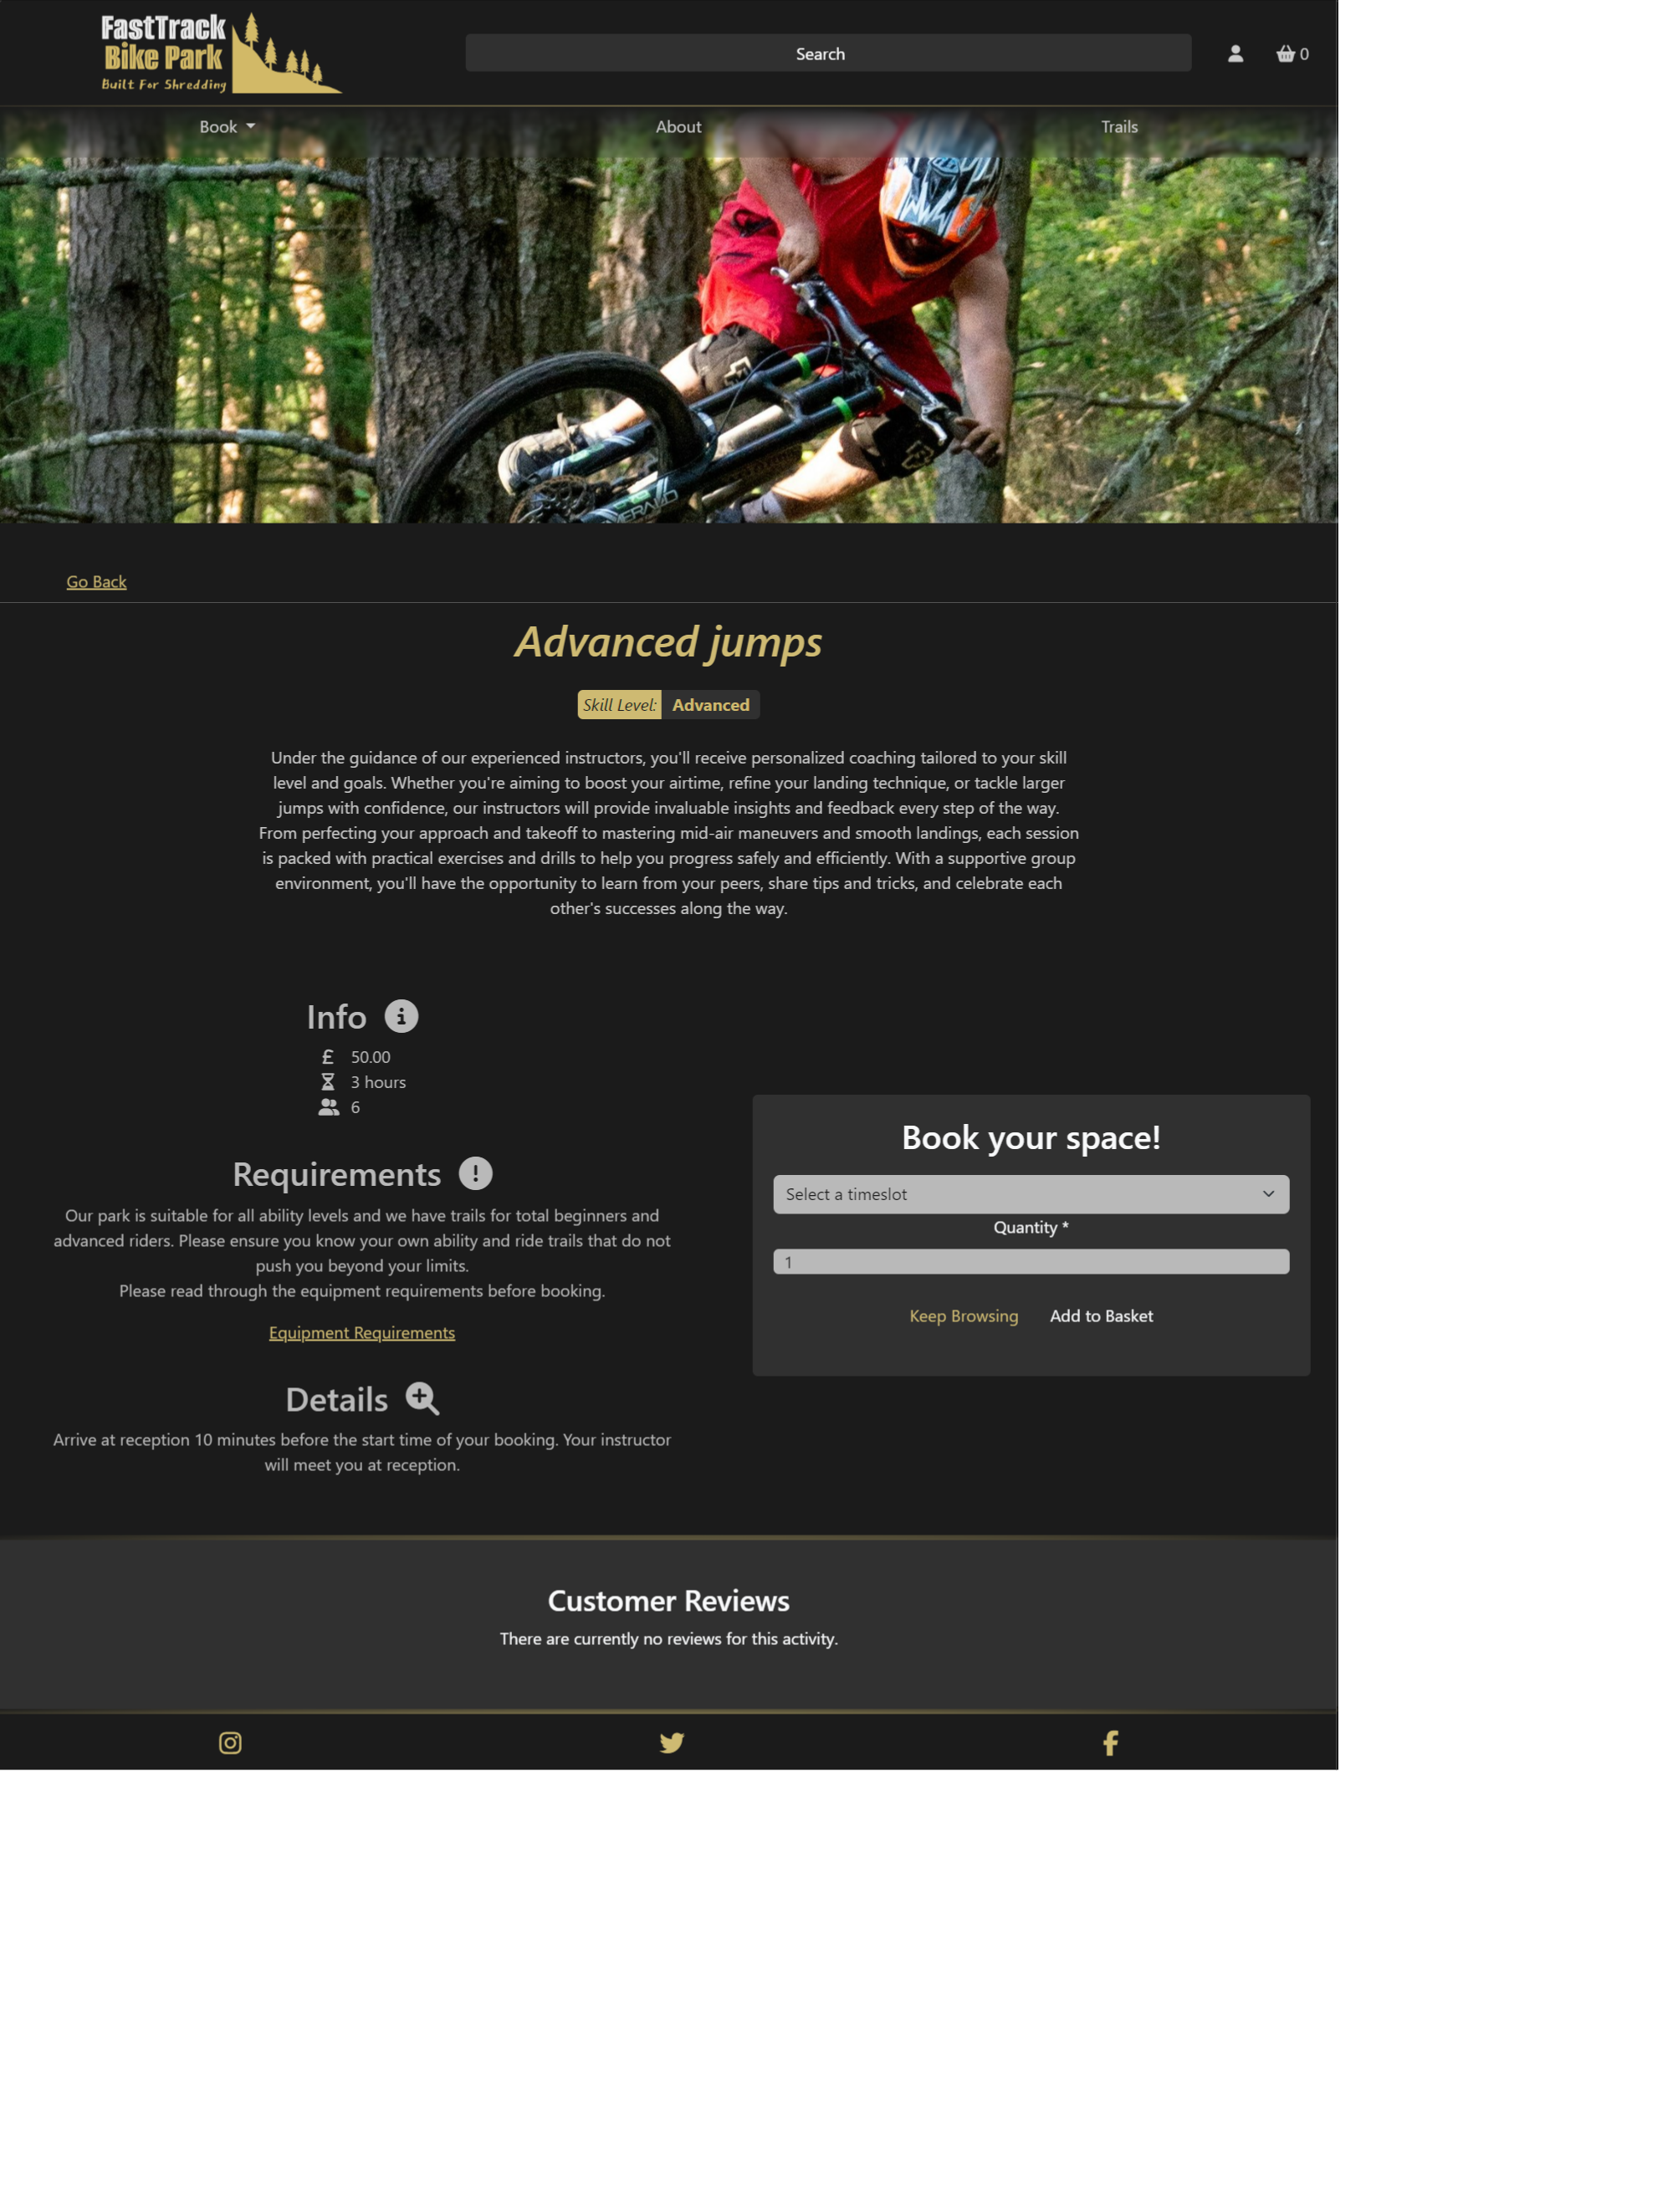 FastTrack
Bike Park
Built For Shredding
Search
0
Book
About
Trails
Go Back
Advanced jumps
Skill Level: Advanced
Under the guidance of our experienced instructors, you'll receive personalized coaching tailored to your skill
level and goals. Whether you're aiming to boost your airtime, refine your landing technique, or tackle larger
jumps with confidence, our instructors will provide invaluable insights and feedback every step of the way.
From perfecting your approach and takeoff to mastering mid-air maneuvers and smooth landings, each session
is packed with practical exercises and drills to help you progress safely and efficiently. With a supportive group
environment, you'll have the opportunity to learn from your peers, share tips and tricks, and celebrate each
other's successes along the way.
Info
£ 50.00
3 hours
6
Requirements
Our park is suitable for all ability levels and we have trails for total beginners and
advanced riders. Please ensure you know your own ability and ride trails that do not
push you beyond your limits.
Please read through the equipment requirements before booking.
Equipment Requirements
Details
Arrive at reception 10 minutes before the start time of your booking. Your instructor
will meet you at reception.
Book your space!
Select a timeslot
Quantity *
1
Keep Browsing
Add to Basket
Customer Reviews
There are currently no reviews for this activity.